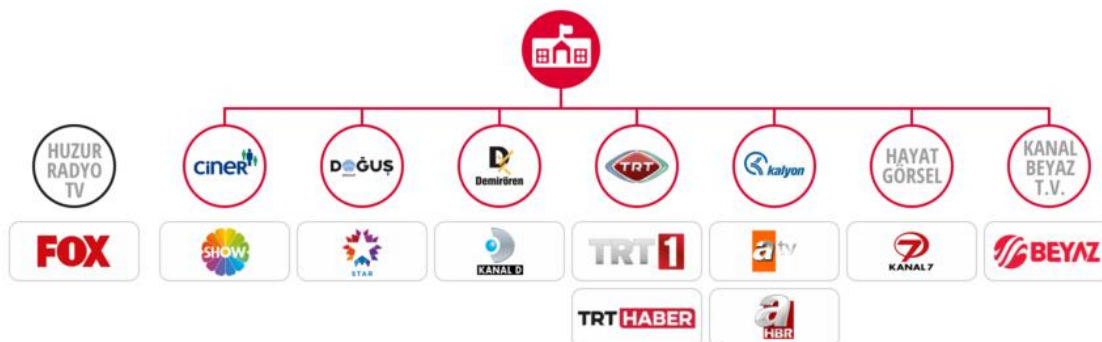 HUZUR
RADYO
TV
CINER
DOĞUŞ
Demirören
TRT
kalyon
HAYAT
GÖRSEL
KANAL
BEYAZ
T.V.
FOX
SHOW
STAR
KANAL D
TRT 1
atv
KANAL 7
BEYAZ
TRT HABER
a
HBR